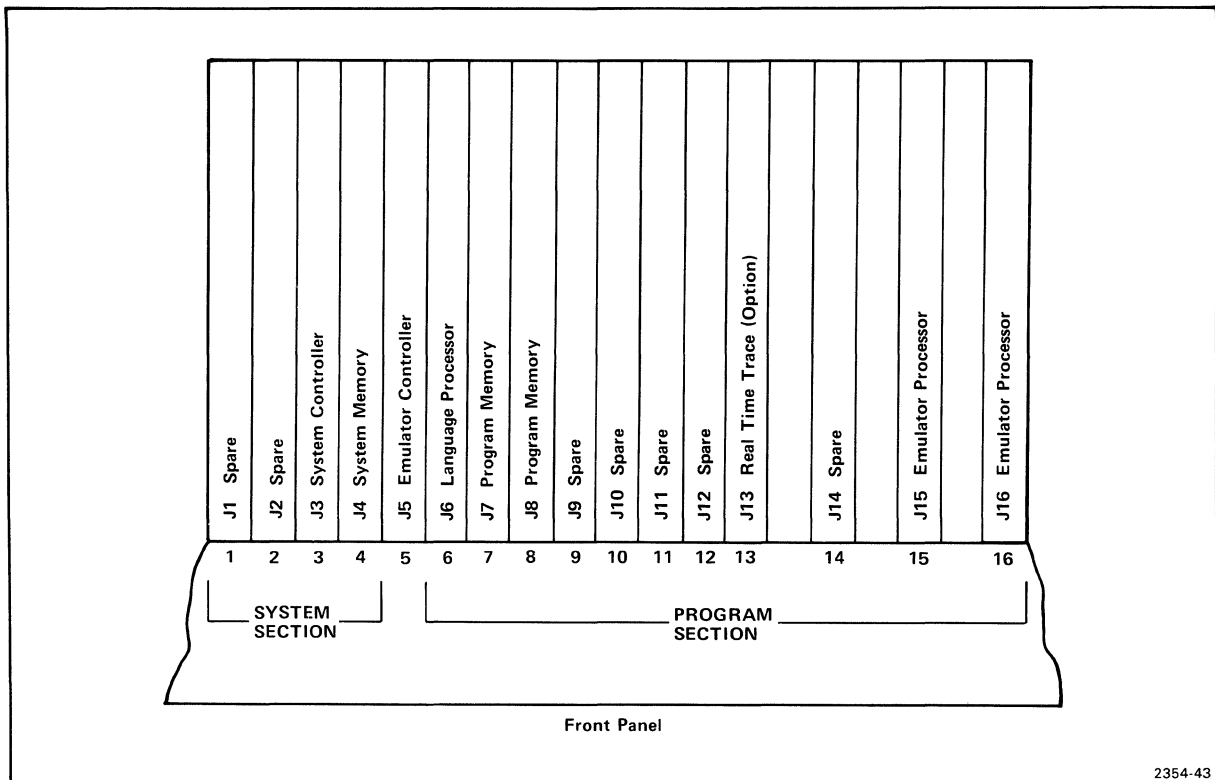 J1 Spare
J2 Spare
J3 System Controller
J4 System Memory
J5 Emulator Controller
J6 Language Processor
J7 Program Memory
J8 Program Memory
J9 Spare
J10 Spare
J11 Spare
J12 Spare
J13 Real Time Trace (Option)
J14 Spare
J15 Emulator Processor
J16 Emulator Processor
1 2 3 4 5 6 7 8 9 10 11 12 13 14 15 16
SYSTEM
SECTION
PROGRAM
SECTION
Front Panel
2354-43